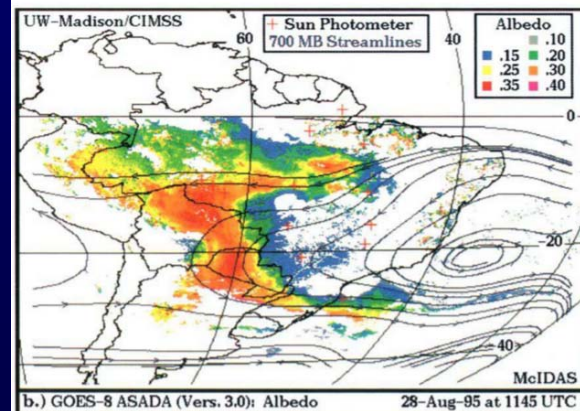 UW-Madison/CIMSS
+ Sun Photometer
700 MB Streamlines
Albedo
.10
.15 .20
.25 .30
.35 .40
60
40
0
-20
-40
McIDAS
b.) GOES-8 ASADA (Vers. 3.0): Albedo 28-Aug-95 at 1145 UTC